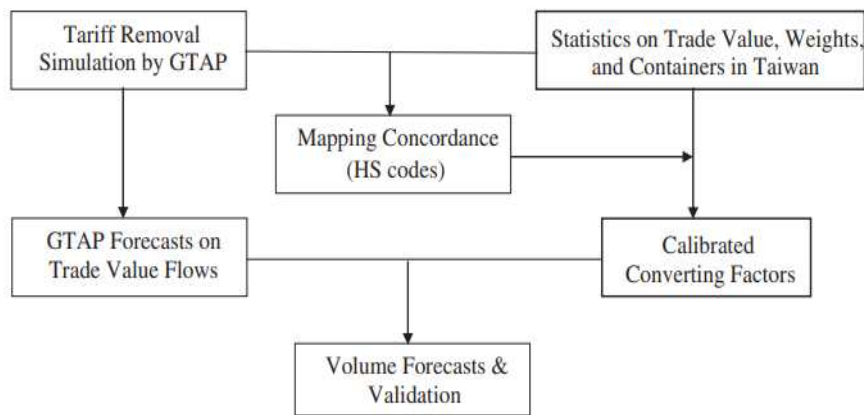 Tariff Removal
Simulation by GTAP
Statistics on Trade Value, Weights,
and Containers in Taiwan
Mapping Concordance
(HS codes)
GTAP Forecasts on
Trade Value Flows
Calibrated
Converting Factors
Volume Forecasts &
Validation